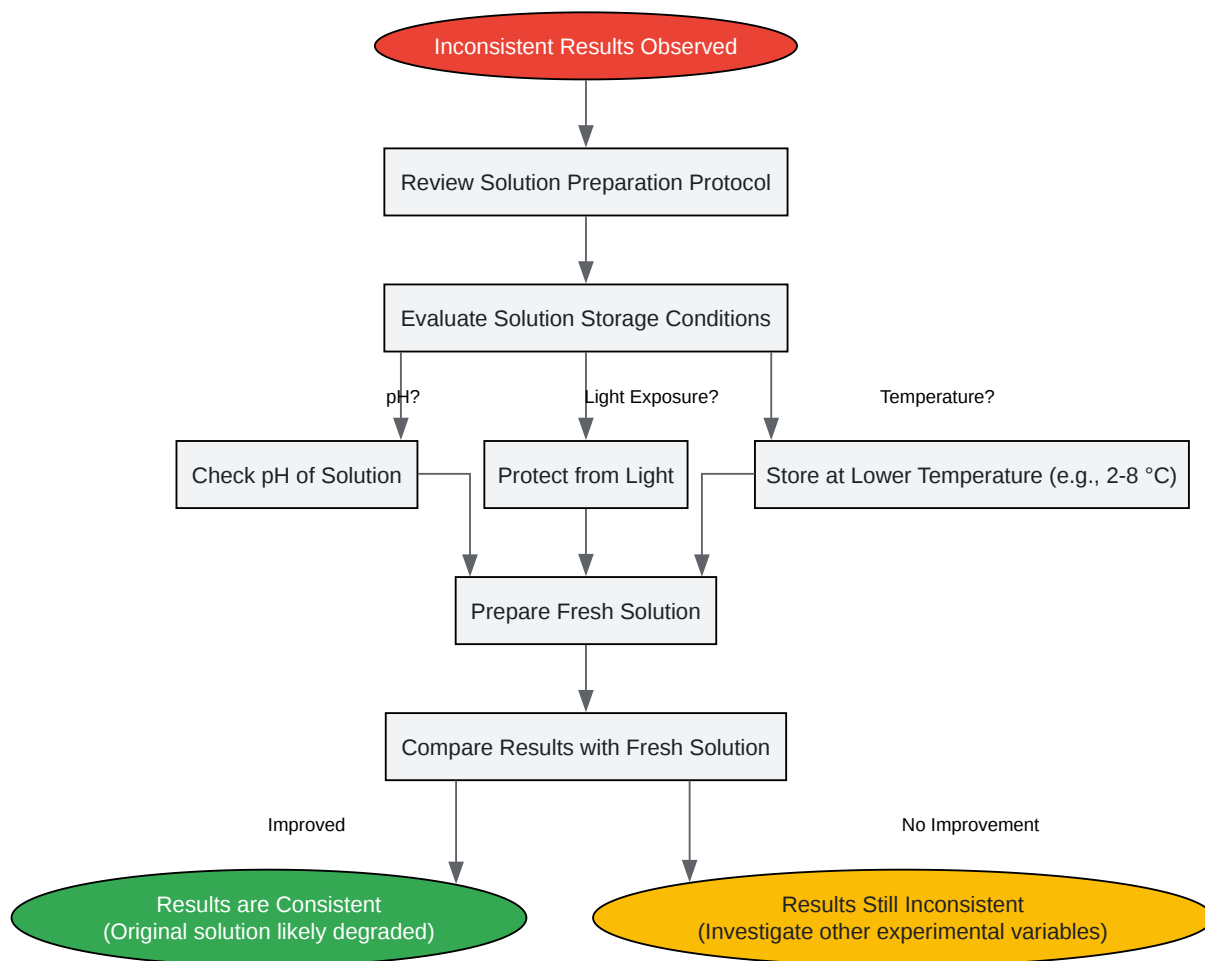 Inconsistent Results Observed
Review Solution Preparation Protocol
Evaluate Solution Storage Conditions
pH?
Light Exposure?
Temperature?
Check pH of Solution
Protect from Light
Store at Lower Temperature (e.g., 2-8 °C)
Prepare Fresh Solution
Compare Results with Fresh Solution
Improved
No Improvement
Results are Consistent
(Original solution likely degraded)
Results Still Inconsistent
(Investigate other experimental variables)